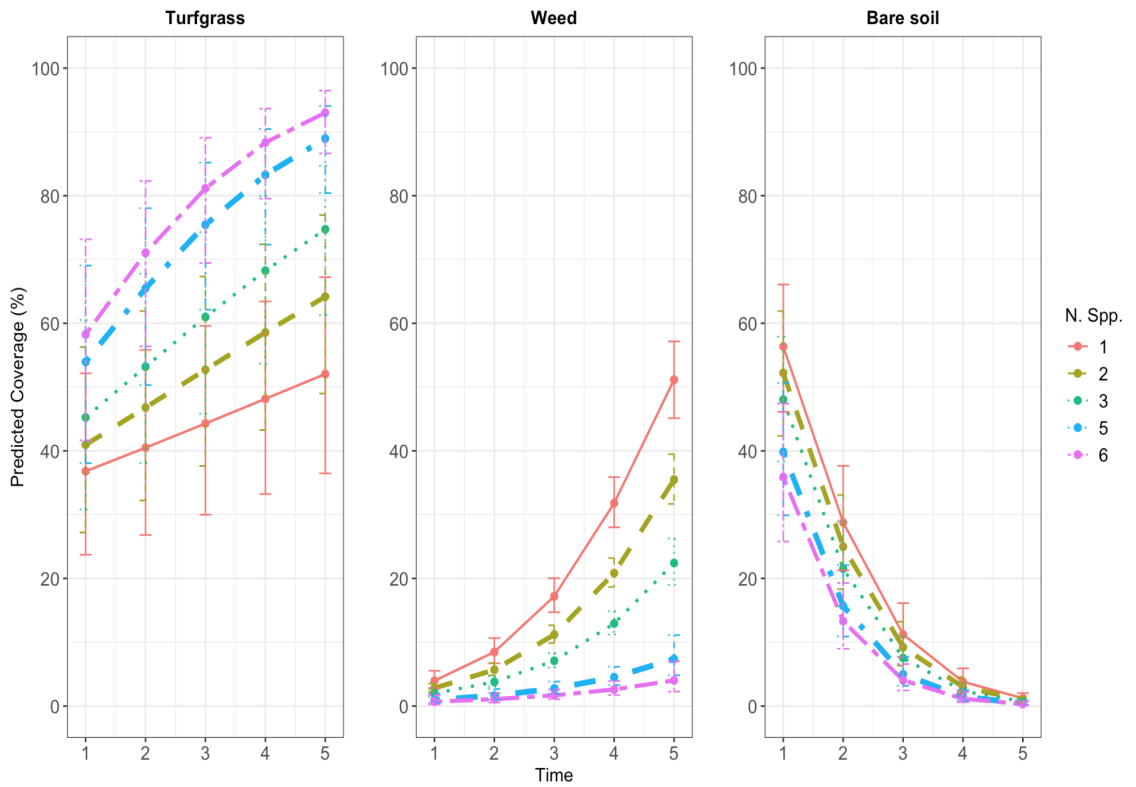 Turfgrass Weed Bare soil
100 100 100
80 80 80
60 60 60
40 40 40
20 20 20
0 0 0
Predicted Coverage (%)
1 2 3 4 5 1 2 3 4 5 1 2 3 4 5
Time
N. Spp.
1
2
3
5
6